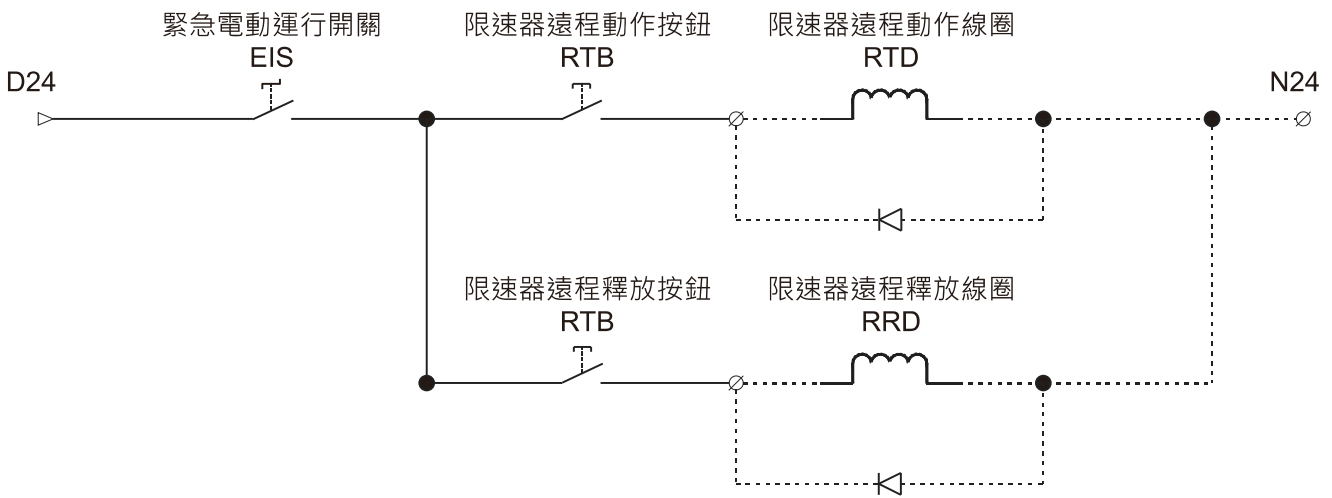 緊急電動運行開關
EIS
限速器遠程動作按鈕
RTB
限速器遠程動作線圈
RTD
D24
N24
限速器遠程釋放按鈕
RTB
限速器遠程釋放線圈
RRD